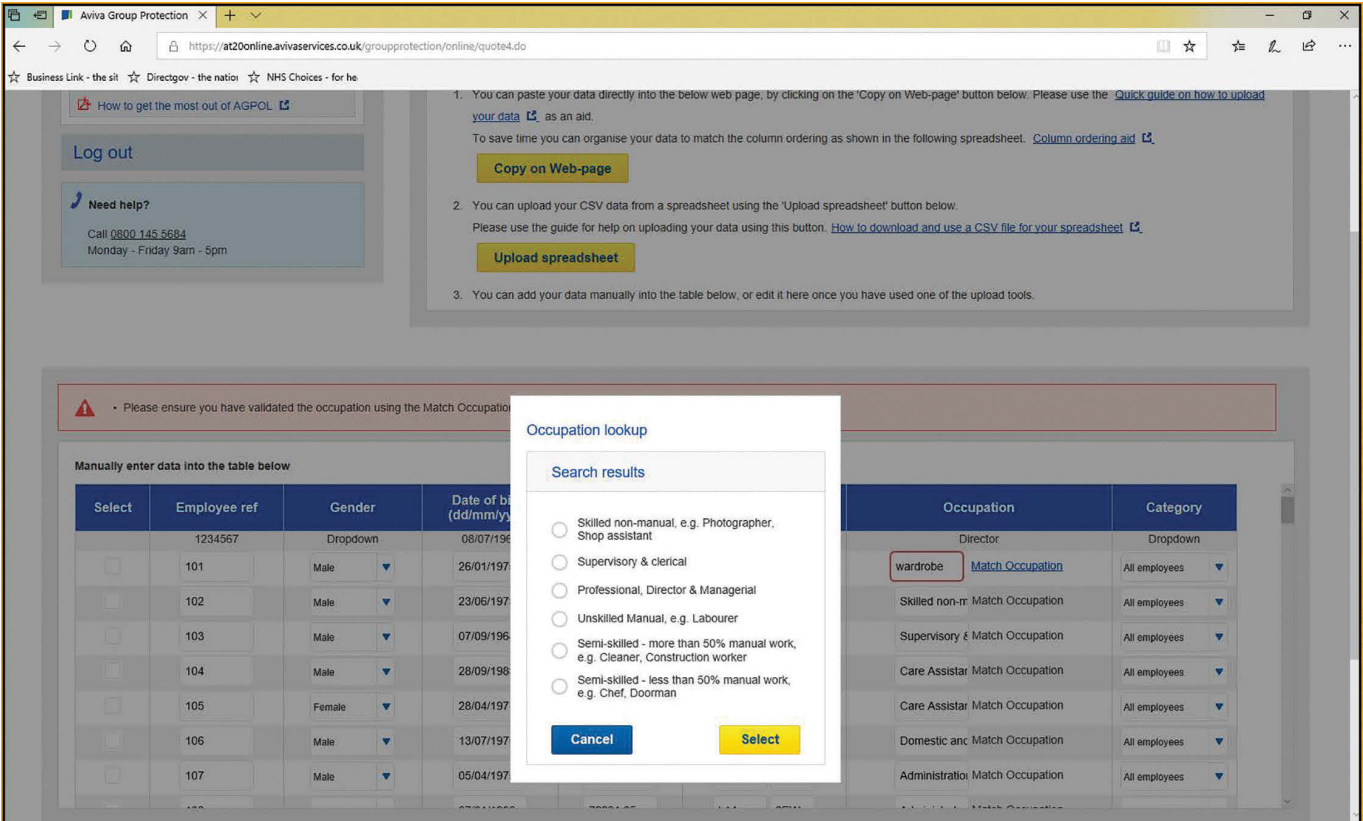 Aviva Group Protection
https://at20online.avivaservices.co.uk/groupprotection/online/quote4.do
Business Link - the sit Directgov - the nation NHS Choices - for he
How to get the most out of AGPOL
Log out
Need help?
Call 0800 145 5684
Monday - Friday 9am - 5pm
1. You can paste your data directly into the below web page, by clicking on the 'Copy on Web-page' button below. Please use the Quick guide on how to upload
your data as an aid.
To save time you can organise your data to match the column ordering as shown in the following spreadsheet. Column ordering aid
Copy on Web-page
2. You can upload your CSV data from a spreadsheet using the 'Upload spreadsheet' button below.
Please use the guide for help on uploading your data using this button. How to download and use a CSV file for your spreadsheet
Upload spreadsheet
3. You can add your data manually into the table below, or edit it here once you have used one of the upload tools.
• Please ensure you have validated the occupation using the Match Occupatio
Manually enter data into the table below
Select Employee ref Gender Date of bi Occupation Category
(dd/mm/yy
1234567 Dropdown 08/07/196 Director Dropdown
101 Male 26/01/197 wardrobe Match Occupation All employees
102 Male 23/06/197 Skilled non-m Match Occupation All employees
103 Male 07/09/196 Supervisory & Match Occupation All employees
104 Male 28/09/198 Care Assistan Match Occupation All employees
105 Female 28/04/197 Care Assistan Match Occupation All employees
106 Male 13/07/197 Domestic and Match Occupation All employees
107 Male 05/04/197 Administration Match Occupation All employees
Occupation lookup
Search results
Skilled non-manual, e.g. Photographer,
Shop assistant
Supervisory & clerical
Professional, Director & Managerial
Unskilled Manual, e.g. Labourer
Semi-skilled - more than 50% manual work,
e.g. Cleaner, Construction worker
Semi-skilled - less than 50% manual work,
e.g. Chef, Doorman
Cancel Select